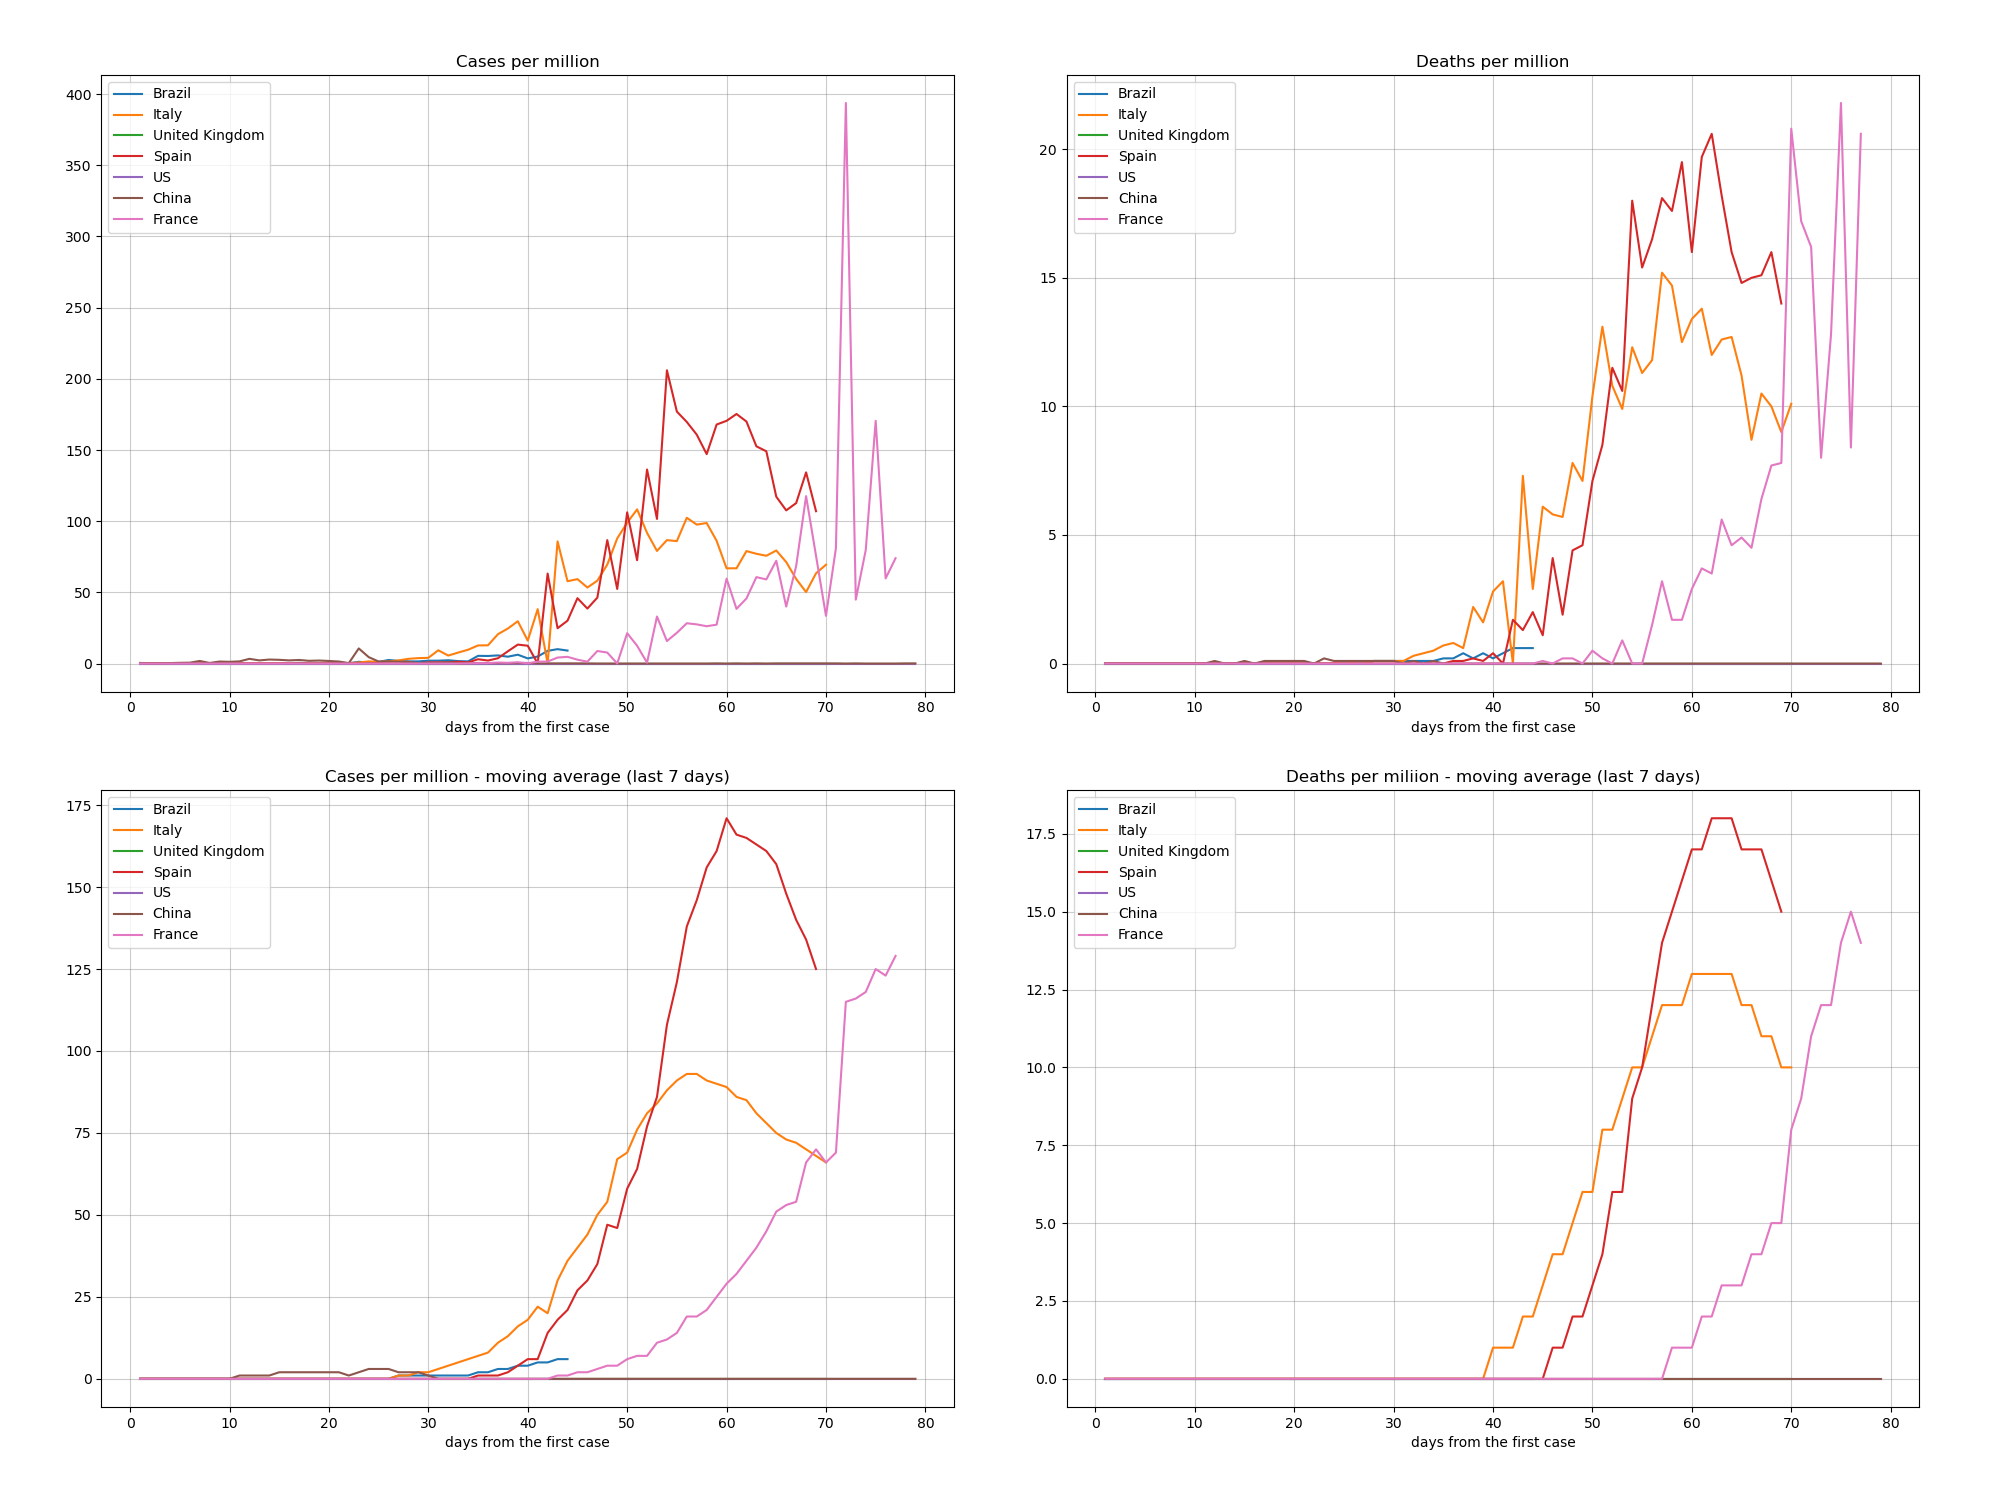 Cases per million
400
350
300
250
200
150
100
50
0
Brazil
Italy
United Kingdom
Spain
US
China
France
0 10 20 30 40 50 60 70 80
days from the first case
Deaths per million
20
15
10
5
0
Brazil
Italy
United Kingdom
Spain
US
China
France
0 10 20 30 40 50 60 70 80
days from the first case
Cases per million - moving average (last 7 days)
175
150
125
100
75
50
25
0
Brazil
Italy
United Kingdom
Spain
US
China
France
0 10 20 30 40 50 60 70 80
days from the first case
Deaths per miliion - moving average (last 7 days)
17.5
15.0
12.5
10.0
7.5
5.0
2.5
0.0
Brazil
Italy
United Kingdom
Spain
US
China
France
0 10 20 30 40 50 60 70 80
days from the first case